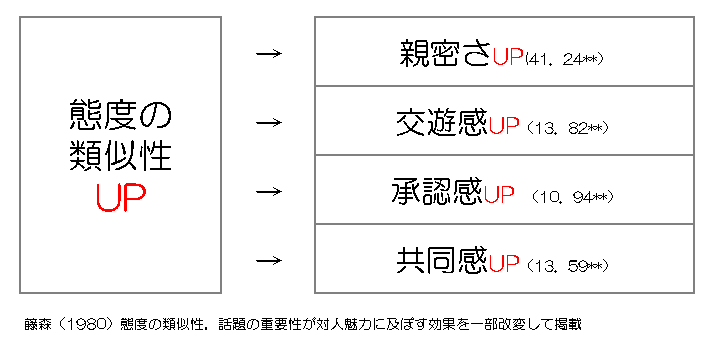 態度の
類似性
UP
→ 親密さUP(41．24**）
→ 交遊感UP（13．82**）
→ 承認感UP（10．94**）
→ 共同感UP（13．59**）
藤森（1980）態度の類似性，話題の重要性が対人魅力に及ぼす効果を一部改変して掲載